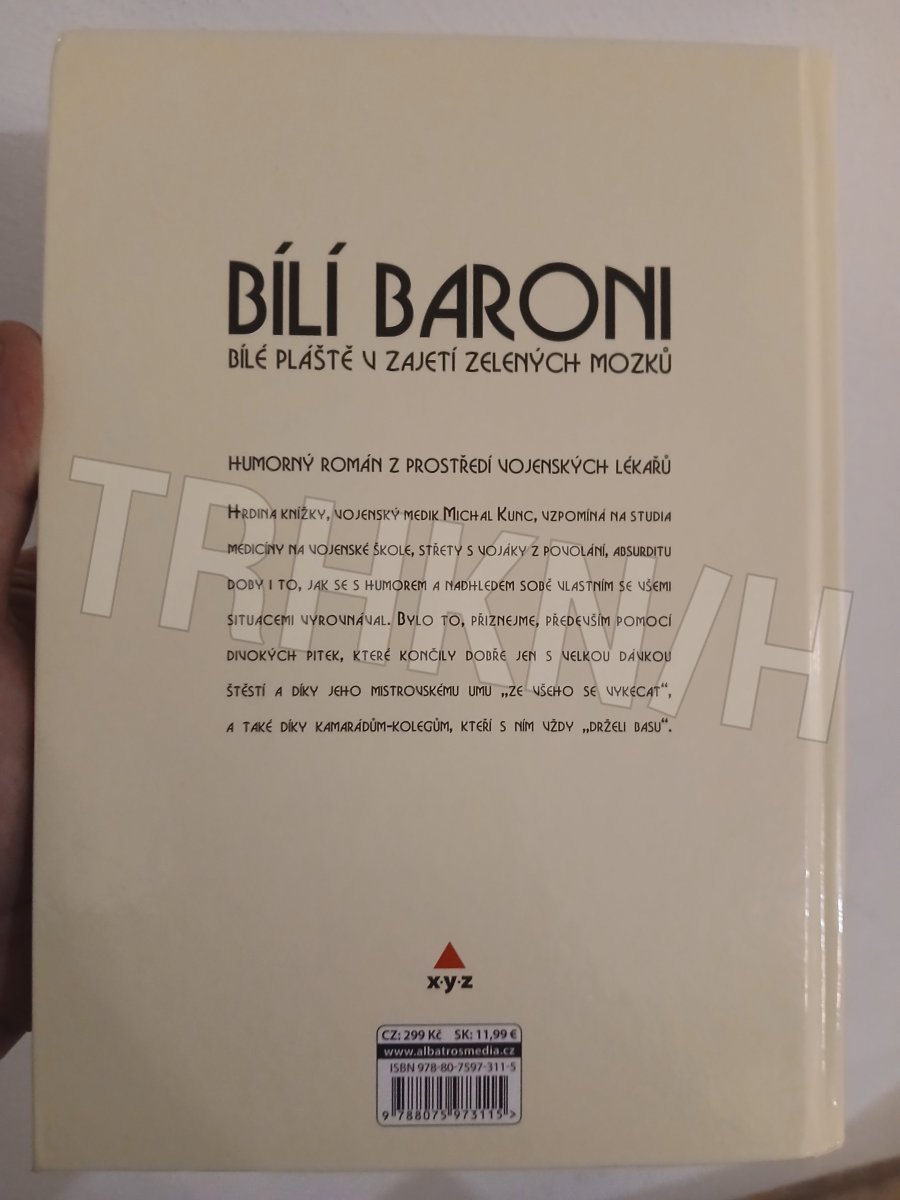 BÍLÍ BARONI
BÍLÉ PLÁŠTĚ V ZAJETÍ ZELENÝCH MOZKŮ
HUMORNÝ ROMÁN Z PROSTŘEDÍ VOJENSKÝCH LÉKAŘŮ
HRDINA KNÍŽKY, VOJENSKÝ MEDIK MICHAL KUNC, VZPOMÍNÁ NA STUDIA
MEDICÍNY NA VOJENSKÉ ŠKOLE, STŘETY S VOJÁKY Z POVOLÁNÍ, ABSURDITU
DOBY I TO, JAK SE S HUMOREM A NADHLEDEM SOBĚ VLASTNÍM SE VŠEMI
SITUACEMI VYROVNÁVAL. BYLO TO, PŘIZNEJME, PŘEDEVŠÍM POMOCÍ
DIVOKÝCH PITEK, KTERÉ KONČILY DOBŘE JEN S VELKOU DÁVKOU
ŠTĚSTÍ A DÍKY JEHO MISTROVSKÉMU UMU „ZE VŠEHO SE VYKECAT“,
A TAKÉ DÍKY KAMARÁDŮM-KOLEGŮM, KTEŘÍ S NÍM VŽDY „DRŽELI BASU“.
TRHKNIH
x·y·z
CZ: 299 Kč SK: 11,99 €
www.albatrosmedia.cz
ISBN 978-80-7597-311-5
9 788075 973115 >